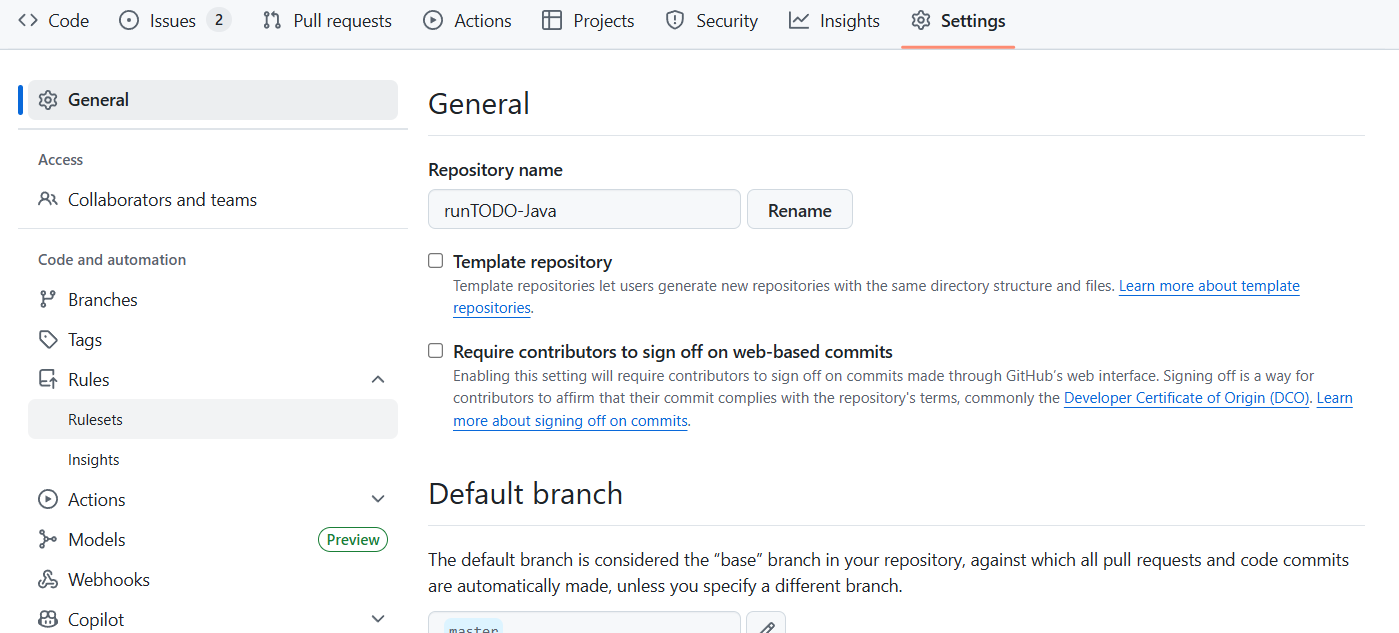 Code Issues 2 Pull requests Actions Projects Security Insights Settings
General
Access
Collaborators and teams
Code and automation
Branches
Tags
Rules
Rulesets
Insights
Actions
Models Preview
Webhooks
Copilot
General
Repository name
runTODO-Java Rename
Template repository
Template repositories let users generate new repositories with the same directory structure and files. Learn more about template
repositories.
Require contributors to sign off on web-based commits
Enabling this setting will require contributors to sign off on commits made through GitHub's web interface. Signing off is a way for
contributors to affirm that their commit complies with the repository's terms, commonly the Developer Certificate of Origin (DCO). Learn
more about signing off on commits.
Default branch
The default branch is considered the “base” branch in your repository, against which all pull requests and code commits
are automatically made, unless you specify a different branch.
master